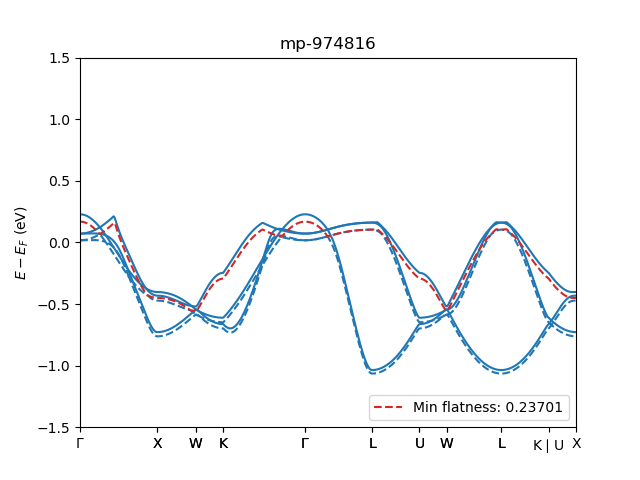 mp-974816
E − E_F (eV)
1.5
1.0
0.5
0.0
−0.5
−1.0
−1.5
Min flatness: 0.23701
Γ X W K Γ L U W L K | U X